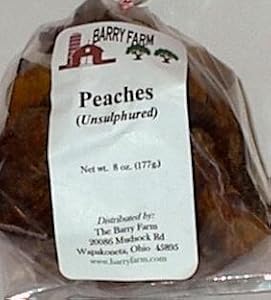 BARRY FARM
Peaches
(Unsulphured)
Net wt. 8 oz. (177g.)
Distributed by:
The Barry Farm
20086 Mudsock Rd
Wapakoneta, Ohio 45895
www.barryfarm.com